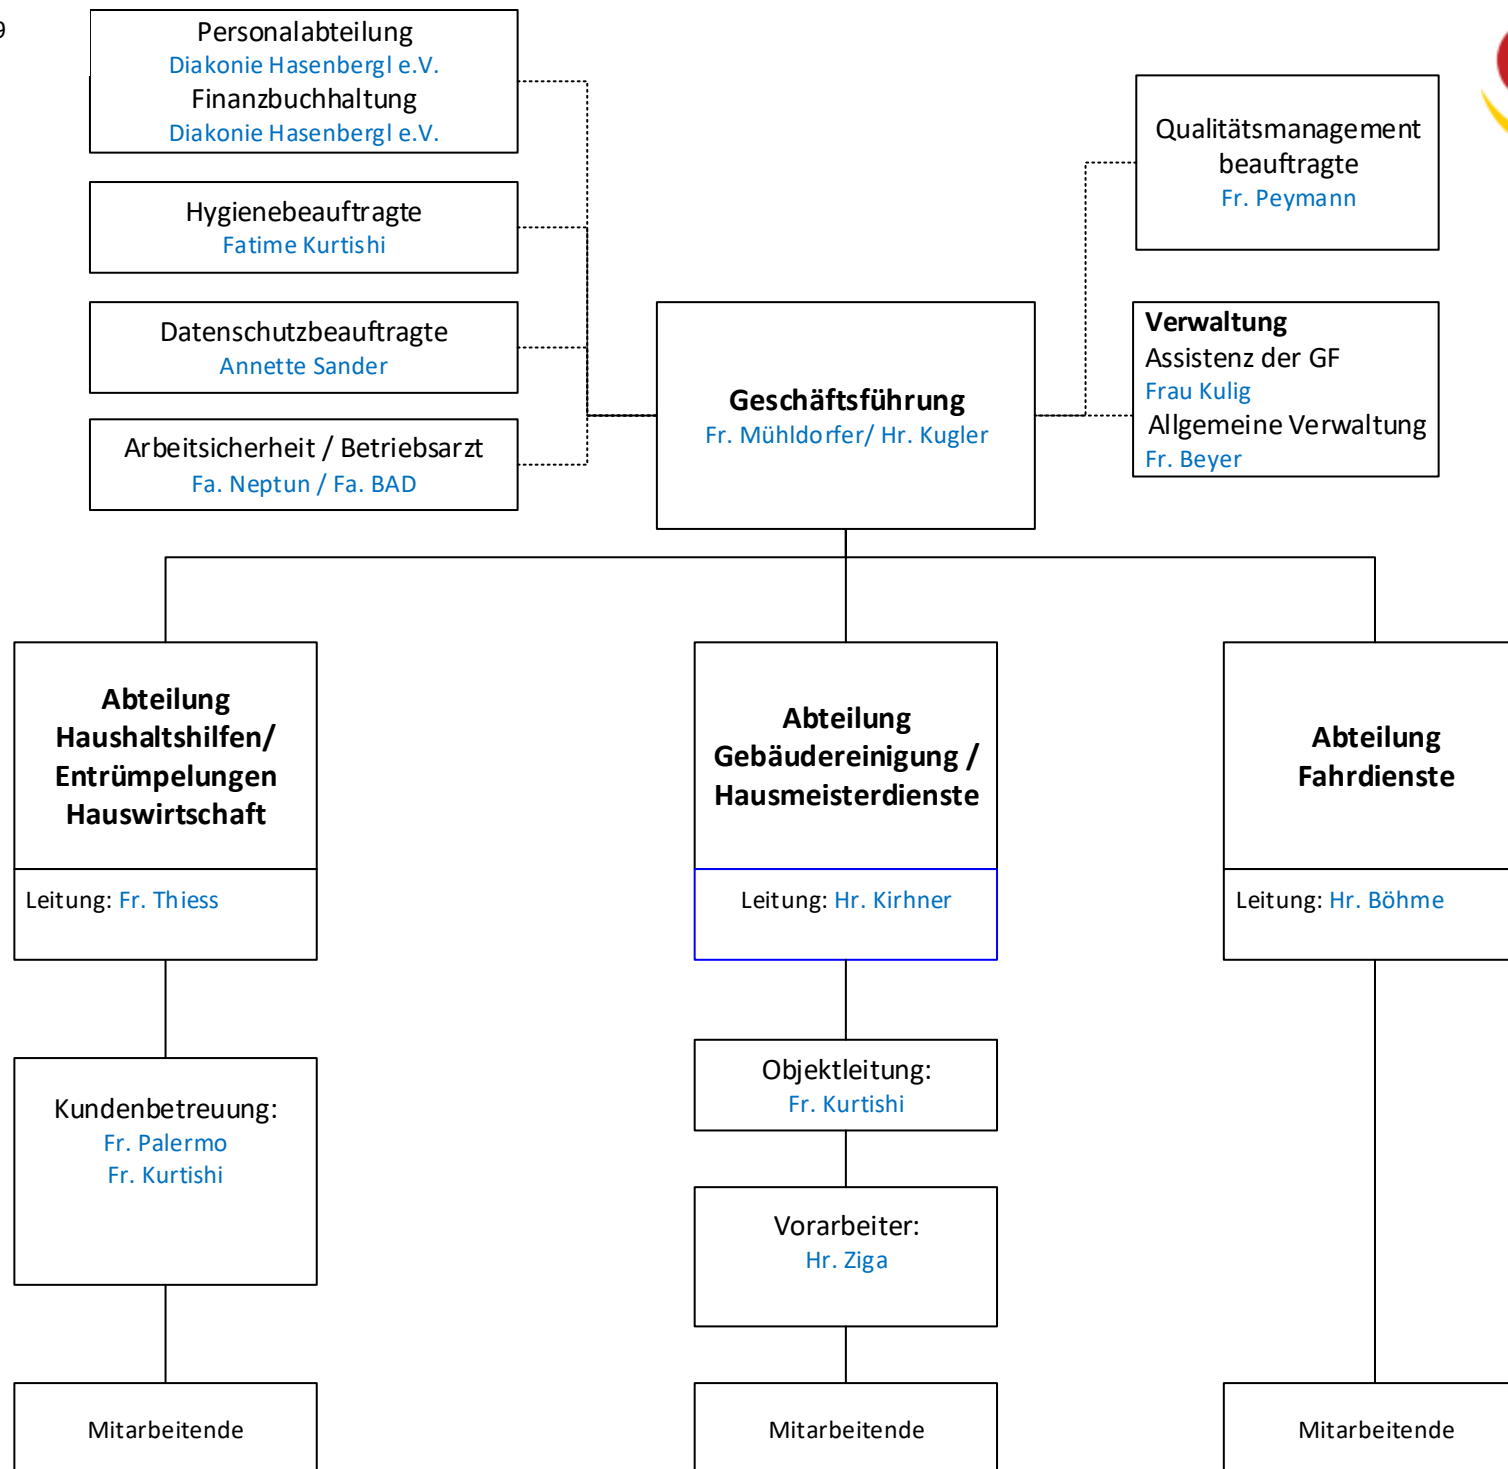 9
Personalabteilung
Diakonie Hasenbergl e.V.
Finanzbuchhaltung
Diakonie Hasenbergl e.V.
Hygienebeauftragte
Fatime Kurtishi
Datenschutzbeauftragte
Annette Sander
Arbeitsicherheit / Betriebsarzt
Fa. Neptun / Fa. BAD
Geschäftsführung
Fr. Mühldorfer/ Hr. Kugler
Qualitätsmanagement
beauftragte
Fr. Peymann
Verwaltung
Assistenz der GF
Frau Kulig
Allgemeine Verwaltung
Fr. Beyer
Abteilung
Haushaltshilfen/
Entrümpelungen
Hauswirtschaft
Leitung: Fr. Thiess
Kundenbetreuung:
Fr. Palermo
Fr. Kurtishi
Mitarbeitende
Abteilung
Gebäudereinigung /
Hausmeisterdienste
Leitung: Hr. Kirhner
Objektleitung:
Fr. Kurtishi
Vorarbeiter:
Hr. Ziga
Mitarbeitende
Abteilung
Fahrdienste
Leitung: Hr. Böhme
Mitarbeitende